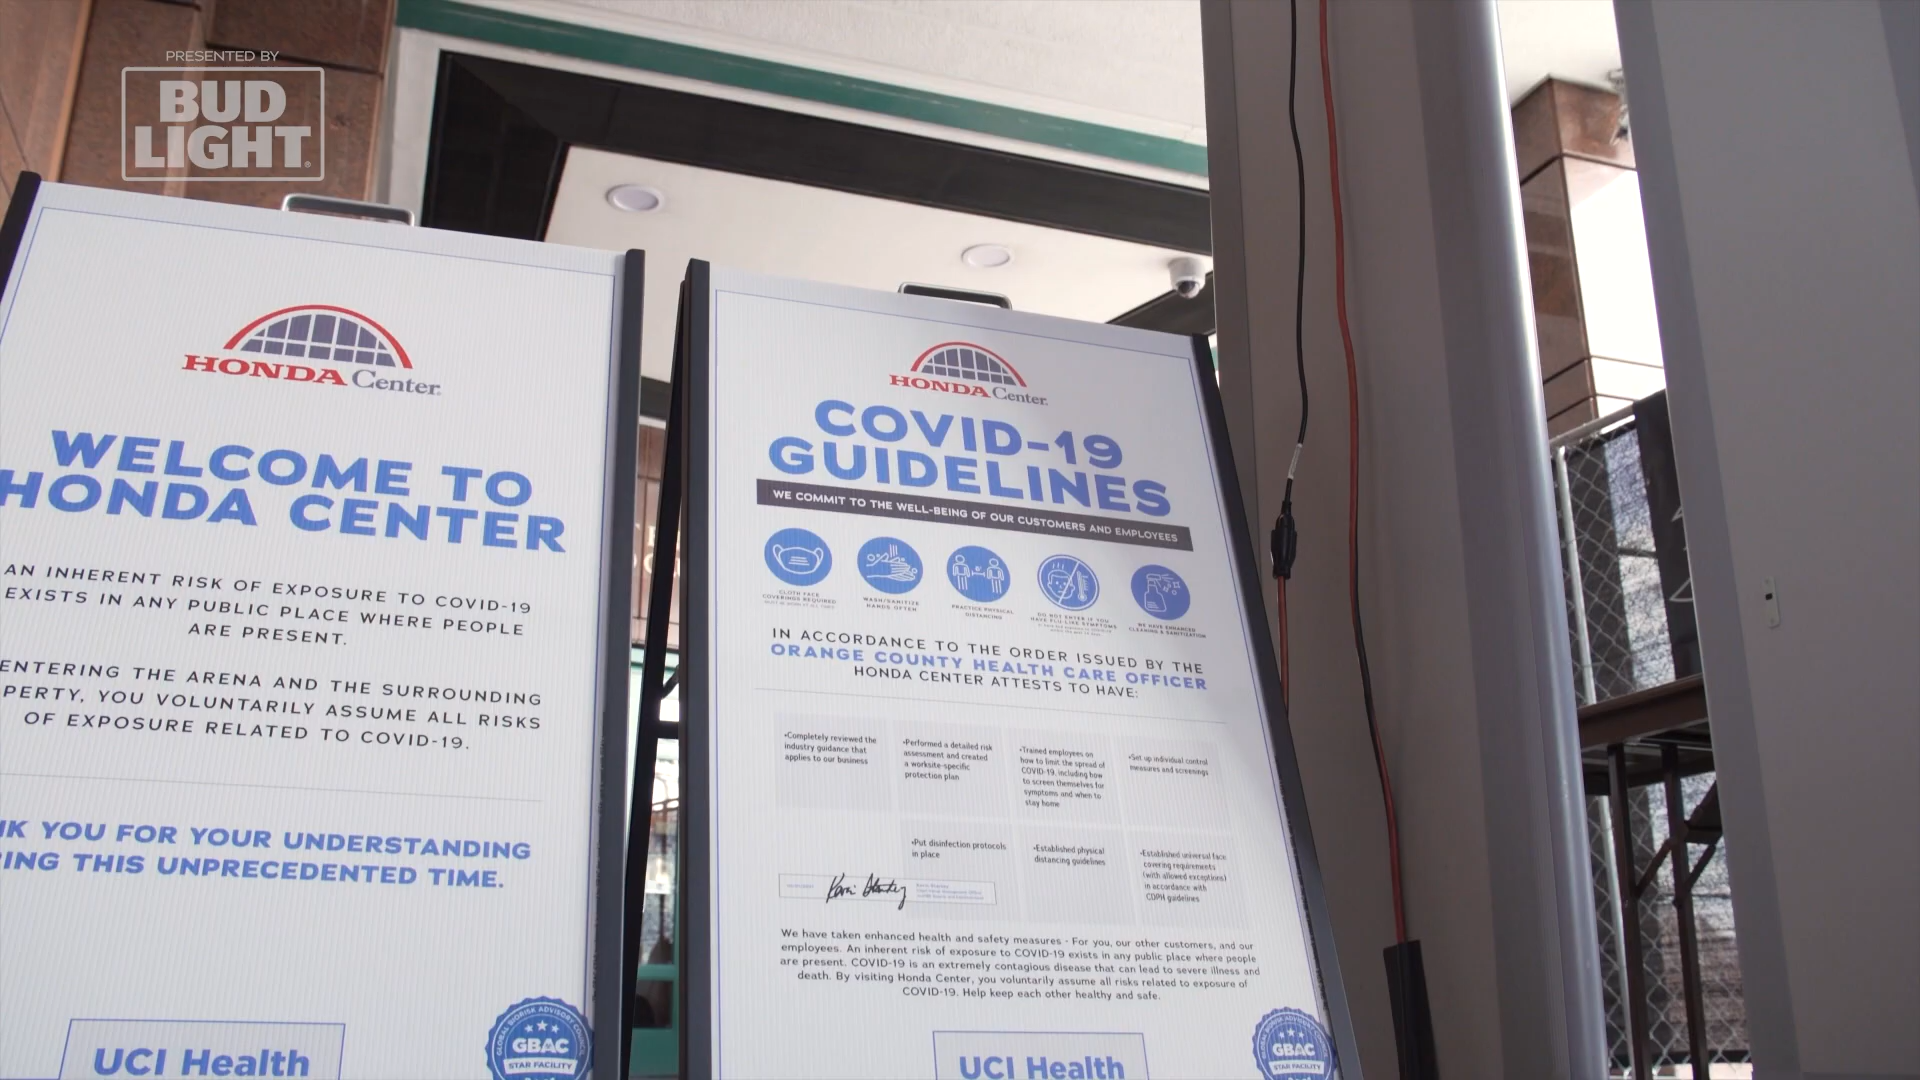 PRESENTED BY
BUD
LIGHT
HONDA Center
WELCOME TO
HONDA CENTER
AN INHERENT RISK OF EXPOSURE TO COVID-19
EXISTS IN ANY PUBLIC PLACE WHERE PEOPLE
ARE PRESENT.
ENTERING THE ARENA AND THE SURROUNDING
PERTY, YOU VOLUNTARILY ASSUME ALL RISKS
OF EXPOSURE RELATED TO COVID-19.
NK YOU FOR YOUR UNDERSTANDING
ING THIS UNPRECEDENTED TIME.
UCI Health
GLOBAL BIORISK ADVISORY COUNCIL
GBAC
STAR FACILITY
HONDA Center
COVID-19
GUIDELINES
WE COMMIT TO THE WELL-BEING OF OUR CUSTOMERS AND EMPLOYEES
CLOTH FACE
COVERINGS REQUIRED
WASH/SANITIZE
HANDS OFTEN
PRACTICE PHYSICAL
DISTANCING
DO NOT ENTER IF YOU
HAVE FLU-LIKE SYMPTOMS
WE HAVE ENHANCED
CLEANING & SANITIZATION
IN ACCORDANCE TO THE ORDER ISSUED BY THE
ORANGE COUNTY HEALTH CARE OFFICER
HONDA CENTER ATTESTS TO HAVE:
•Completely reviewed the
industry guidance that
applies to our business
•Performed a detailed risk
assessment and created
a worksite-specific
protection plan
•Trained employees on
how to limit the spread of
COVID-19, including how
to screen themselves for
symptoms and when to
stay home
•Set up individual control
measures and screenings
•Put disinfection protocols
in place
•Established physical
distancing guidelines
•Established universal face
covering requirements
(with allowed exceptions)
in accordance with
CDPH guidelines
We have taken enhanced health and safety measures - For you, our other customers, and our
employees. An inherent risk of exposure to COVID-19 exists in any public place where people
are present. COVID-19 is an extremely contagious disease that can lead to severe illness and
death. By visiting Honda Center, you voluntarily assume all risks related to exposure of
COVID-19. Help keep each other healthy and safe.
UCI Health
GLOBAL BIORISK ADVISORY COUNCIL
GBAC
STAR FACILITY